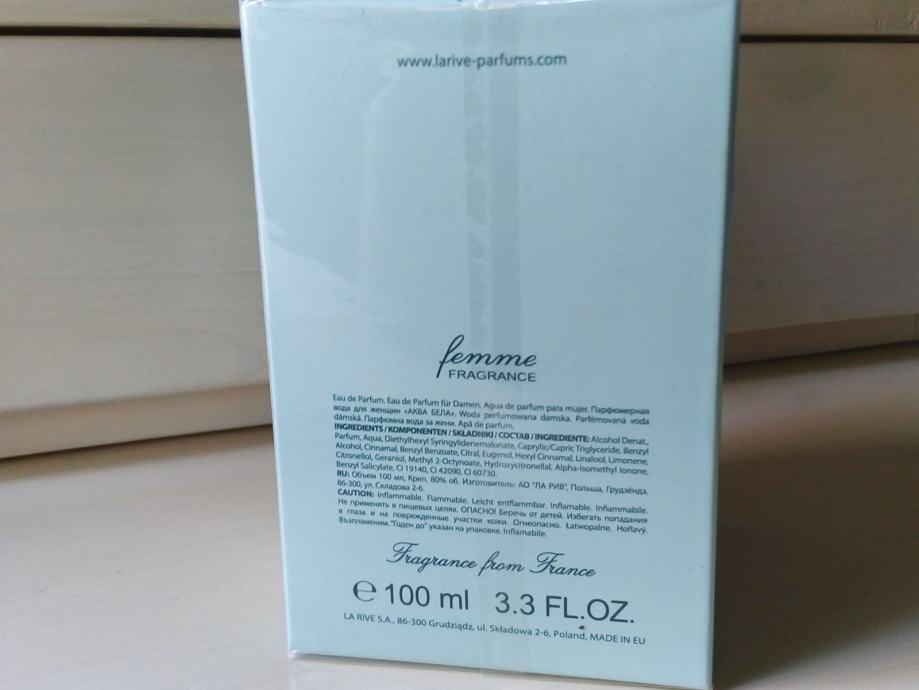 www.larive-parfums.com
femme
FRAGRANCE
Eau de Parfum. Eau de Parfum für Damen. Agua de parfum para mujer. Парфюмерная
вода для женщин «АКВА БЕЛА». Woda perfumowana damska. Parfémovaná voda
dámská. Парфюмна вода за жени. Apă de parfum.
INGREDIENTS / KOMPONENTEN / SKŁADNIKI / СОСТАВ / INGREDIENTE: Alcohol Denat.,
Parfum, Aqua, Diethylhexyl Syringylidenemalonate, Caprylic/Capric Triglyceride, Benzyl
Alcohol, Cinnamal, Benzyl Benzoate, Citral, Eugenol, Hexyl Cinnamal, Linalool, Limonene,
Citronellol, Geraniol, Methyl 2-Octynoate, Hydroxycitronellal, Alpha-Isomethyl Ionone,
Benzyl Salicylate, CI 19140, CI 42090, CI 60730.
RU: Объем 100 мл, Креп. 80% об. Изготовитель: АО "ЛА РИВ", Польша, Грудзёндз,
86-300, ул. Складова 2-6.
CAUTION: Inflammable. Flammable. Leicht entflammbar. Inflamable. Infiammabile.
Не применять в пищевых целях. ОПАСНО! Беречь от детей. Избегать попадания
в глаза и на поврежденные участки кожи. Огнеопасно. Łatwopalne. Hořlavý.
Възпламеним. "Годен до" указан на упаковке. Inflamabile.
Fragrance from France
℮ 100 ml 3.3 FL.OZ.
LA RIVE S.A., 86-300 Grudziądz, ul. Składowa 2-6, Poland, MADE IN EU